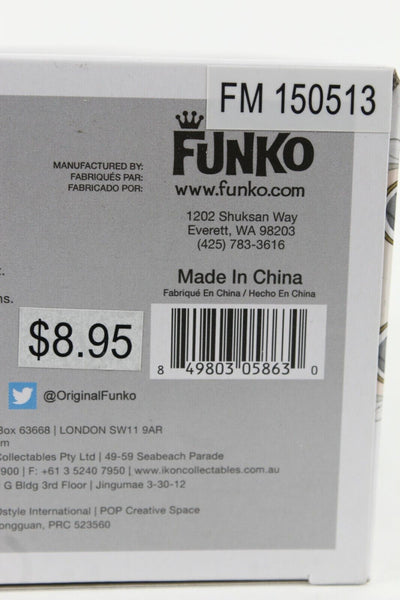 FM 150513
FUNKO
MANUFACTURED BY:
FABRIQUÉS PAR:
FABRICADO POR:
www.funko.com
1202 Shuksan Way
Everett, WA 98203
(425) 783-3616
Made In China
Fabriqué En China / Hecho En China
$8.95
8 49803 05863 0
@OriginalFunko
Box 63668 | LONDON SW11 9AR
Collectables Pty Ltd | 49-59 Seabeach Parade
7900 | F: +61 3 5240 7950 | www.ikoncollectables.com.au
G Bldg 3rd Floor | Jingumae 3-30-12
style International | POP Creative Space
PRC 523560